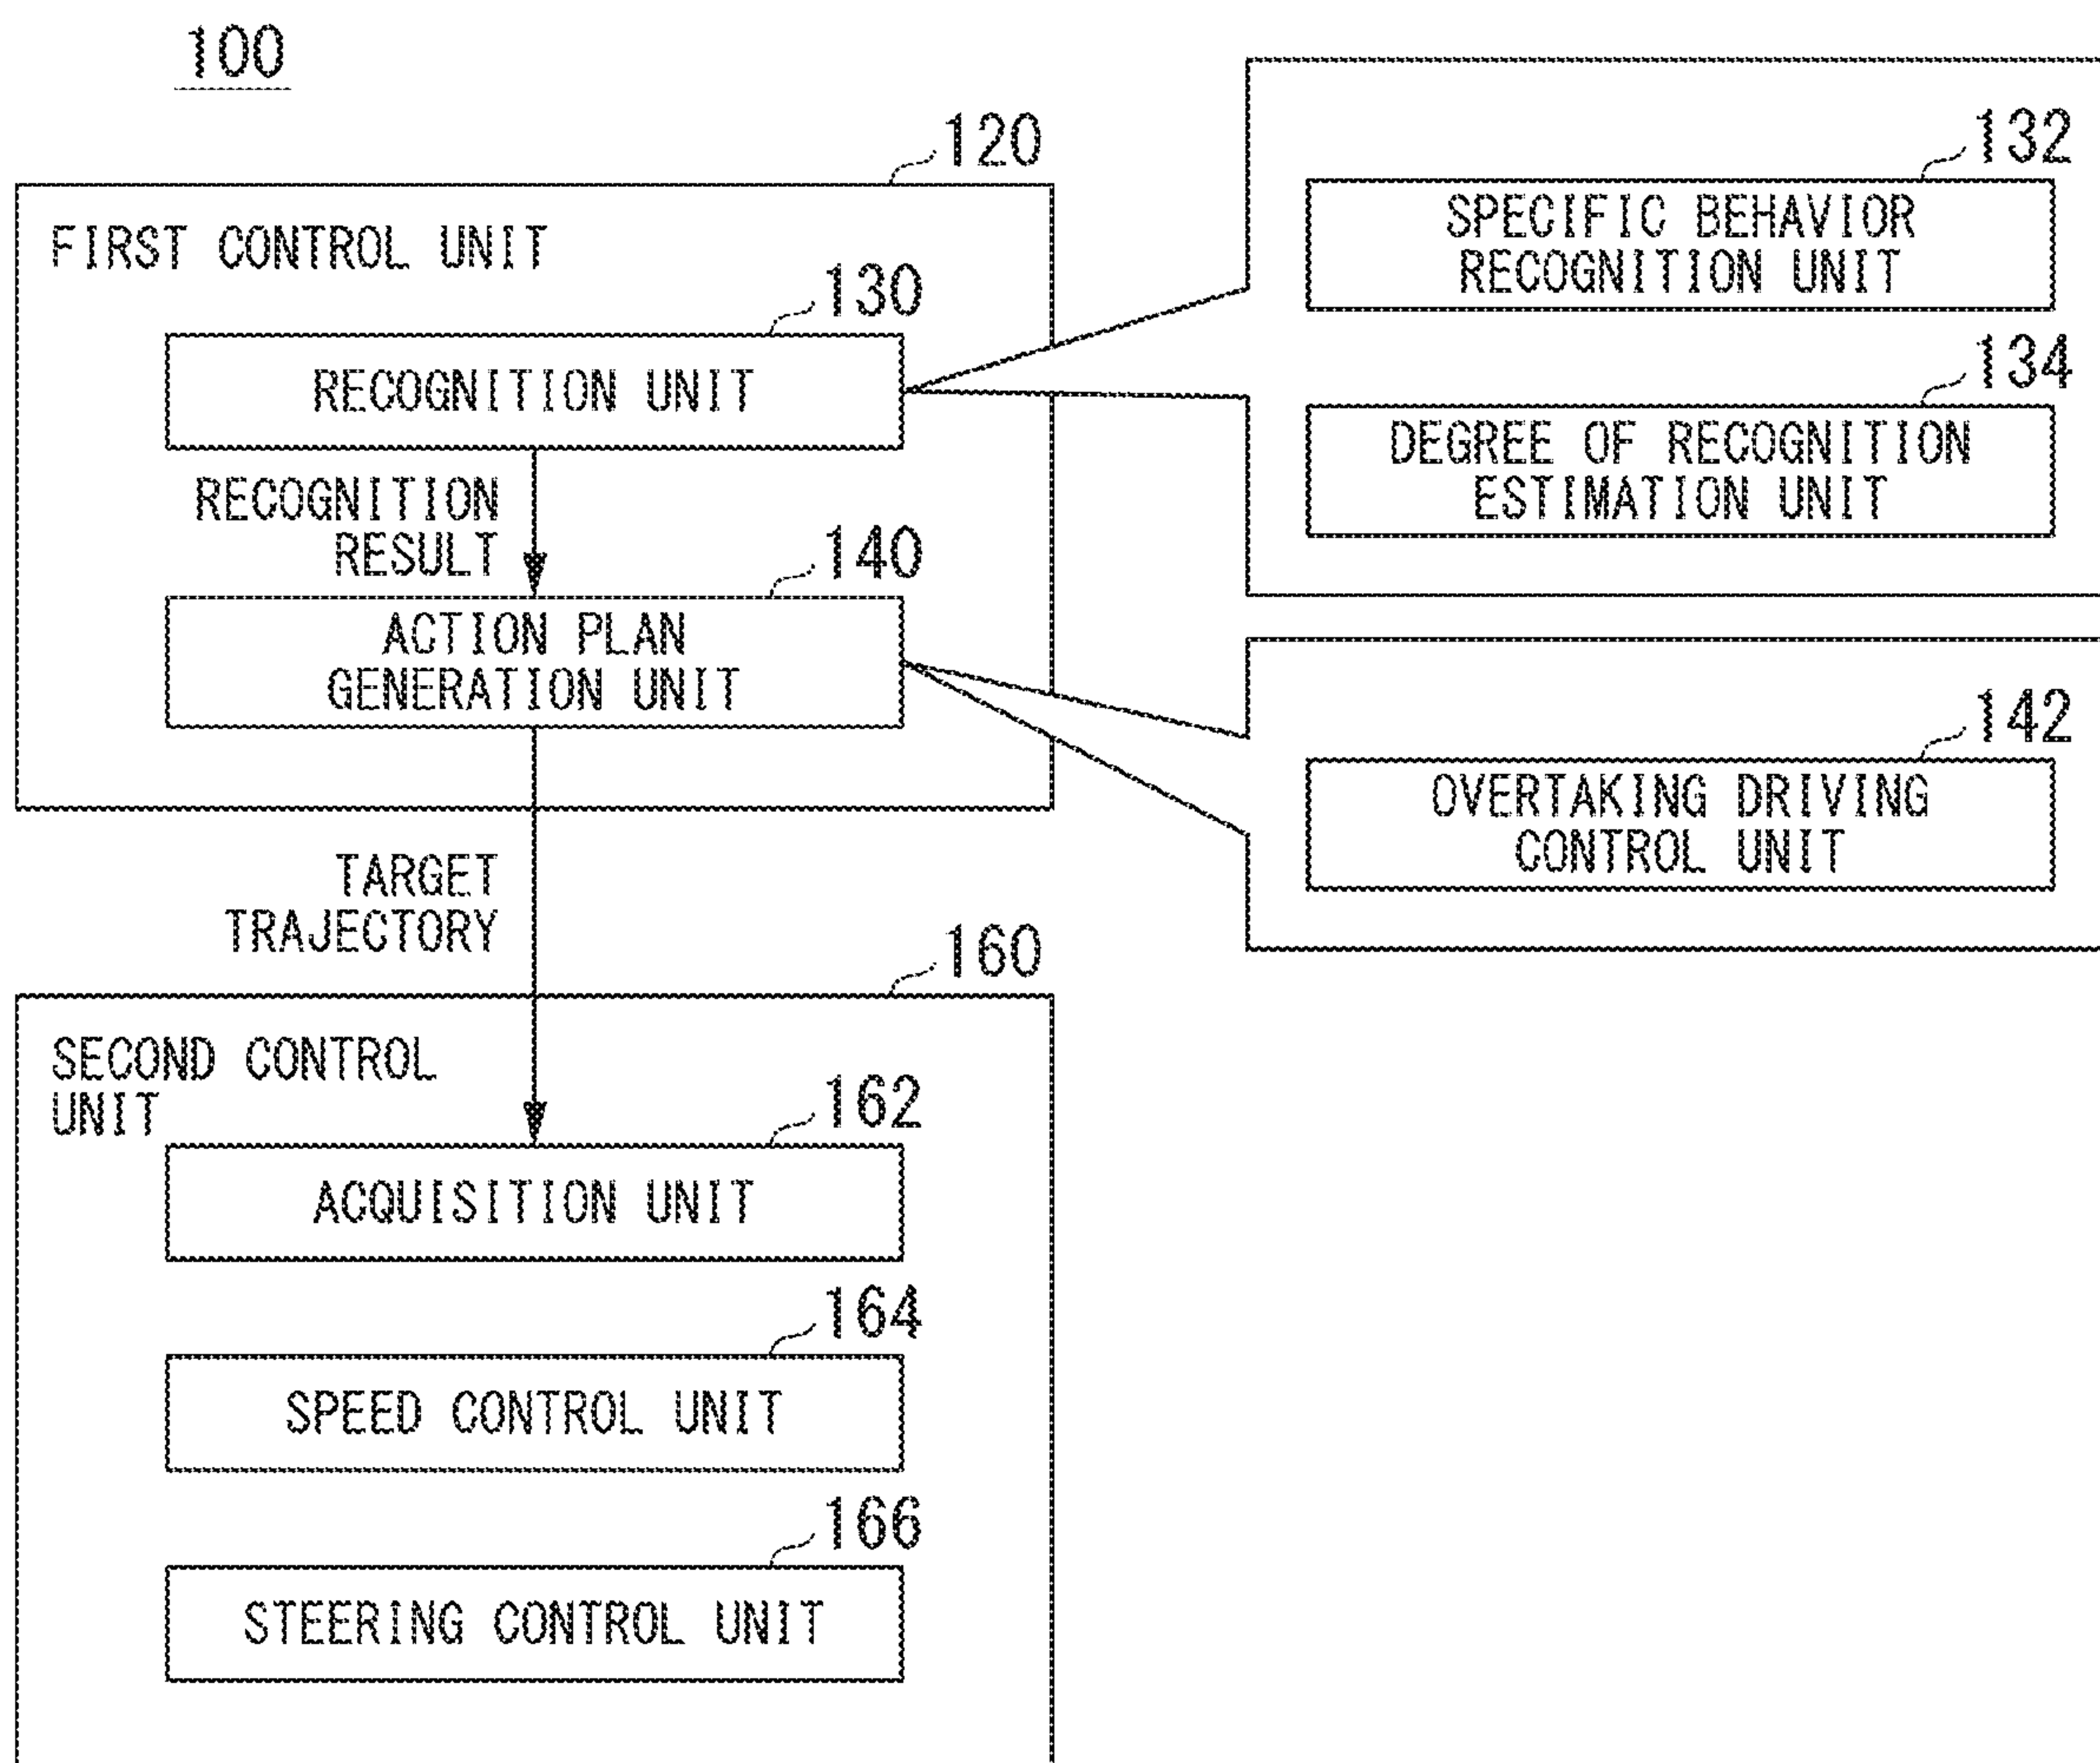 100
120
FIRST CONTROL UNIT
130
RECOGNITION UNIT
RECOGNITION
RESULT
140
ACTION PLAN
GENERATION UNIT
132
SPECIFIC BEHAVIOR
RECOGNITION UNIT
134
DEGREE OF RECOGNITION
ESTIMATION UNIT
142
OVERTAKING DRIVING
CONTROL UNIT
TARGET
TRAJECTORY
160
SECOND CONTROL
UNIT
162
ACQUISITION UNIT
164
SPEED CONTROL UNIT
166
STEERING CONTROL UNIT